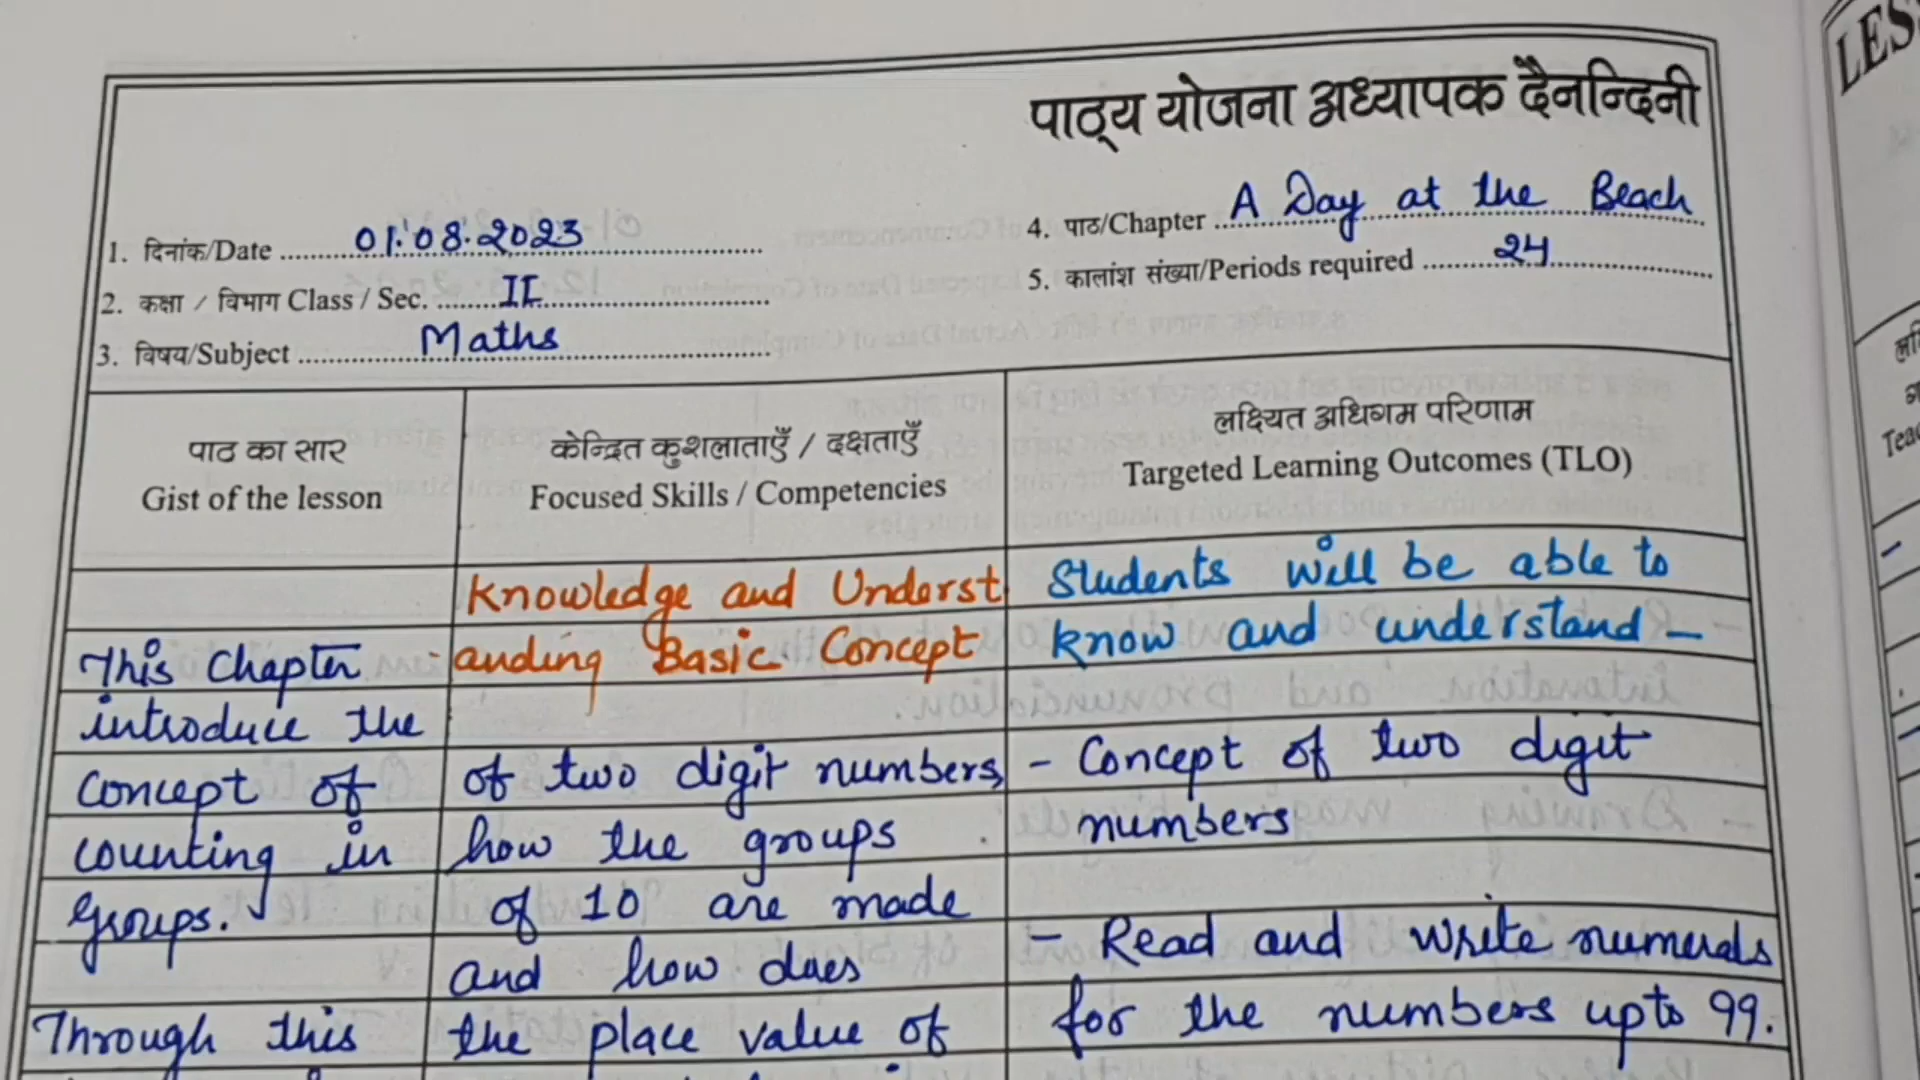 पाठ्य योजना अध्यापक दैनन्दिनी
1. दिनांक/Date 01.08.2023
2. कक्षा / विभाग Class / Sec. II
3. विषय/Subject Maths
4. पाठ/Chapter A Day at the Beach
5. कालांश संख्या/Periods required 24
पाठ का सार
Gist of the lesson
This Chapter
introduce the
concept of
counting in
groups.
Through this
केन्द्रित कुशलाताएँ / दक्षताएँ
Focused Skills / Competencies
Knowledge and Underst
anding Basic Concept
of two digit numbers,
how the groups
of 10 are made
and how does
the place value of
लक्षियत अधिगम परिणाम
Targeted Learning Outcomes (TLO)
Students will be able to
know and understand -
- Concept of two digit
numbers
- Read and write numerals
for the numbers upto 99.
LES
Teac